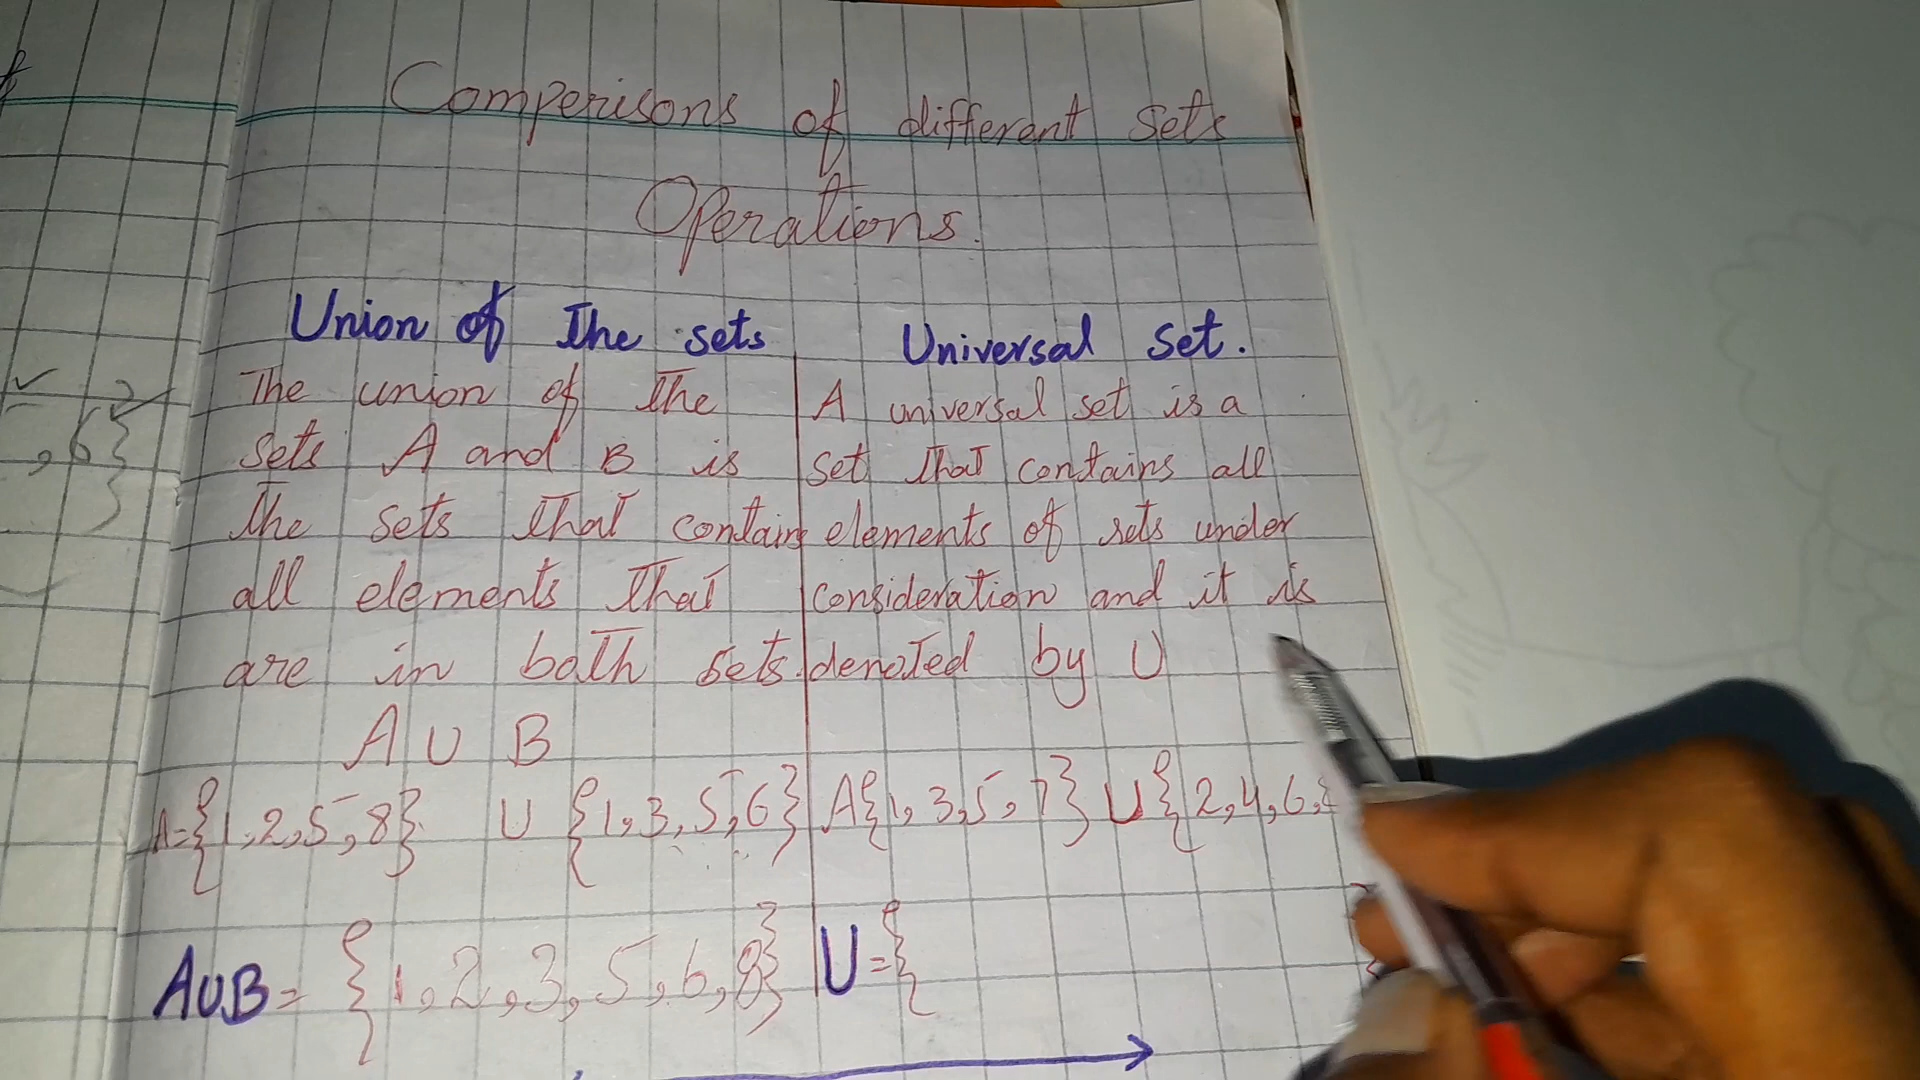 Comperisons of different sets
Operations.
Union of The sets
The union of The
sets A and B is
The sets That contains
all elements That
are in both sets.
A U B
A={1,2,5,8} U {1,3,5,6}
AUB= {1,2,3,5,6,8}
Universal set.
A universal set is a
set That contains all
elements of sets under
consideration and it is
denoted by U
A{1,3,5,7} U {2,4,6,
U={
,6}